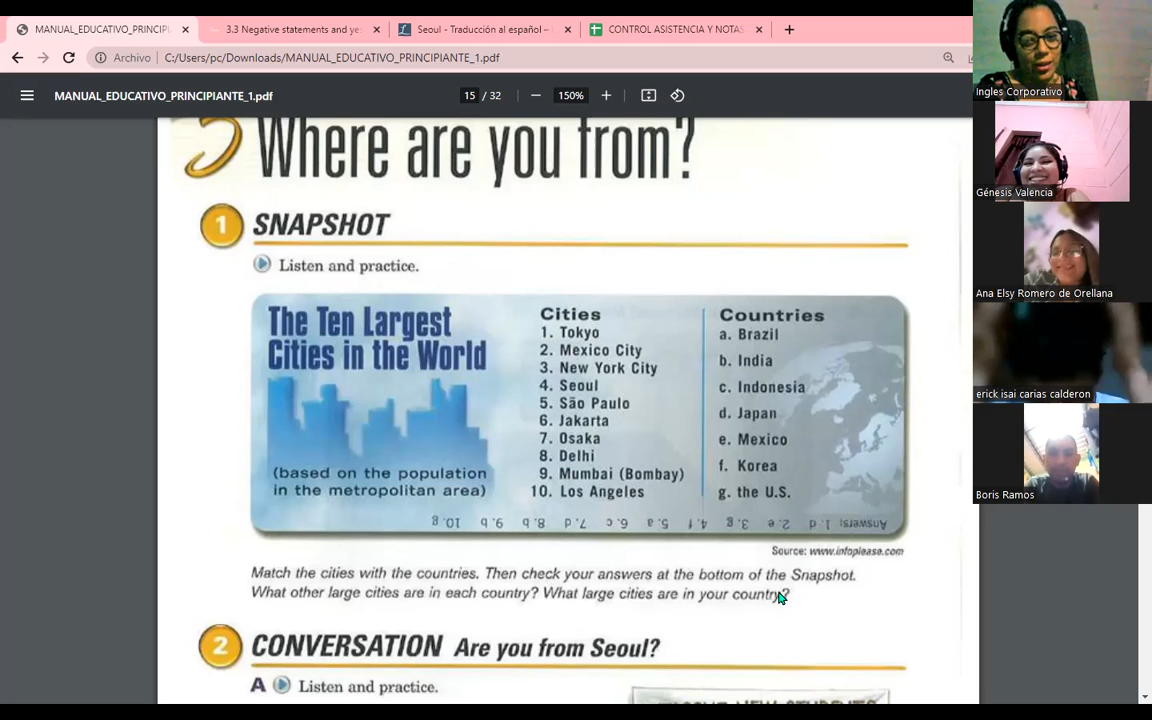 MANUAL_EDUCATIVO_PRINCIPI
3.3 Negative statements and ye
Seoul - Traducción al español –
CONTROL ASISTENCIA Y NOTAS
Archivo
C:/Users/pc/Downloads/MANUAL_EDUCATIVO_PRINCIPIANTE_1.pdf
MANUAL_EDUCATIVO_PRINCIPIANTE_1.pdf
15 / 32
150%
Where are you from?
1 SNAPSHOT
Listen and practice.
The Ten Largest
Cities in the World
(based on the population
in the metropolitan area)
Cities
1. Tokyo
2. Mexico City
3. New York City
4. Seoul
5. São Paulo
6. Jakarta
7. Osaka
8. Delhi
9. Mumbai (Bombay)
10. Los Angeles
Countries
a. Brazil
b. India
c. Indonesia
d. Japan
e. Mexico
f. Korea
g. the U.S.
Answers: 1. d 2. e 3. g 4. f 5. a 6. c 7. d 8. b 9. b 10. g
Source: www.infoplease.com
Match the cities with the countries. Then check your answers at the bottom of the Snapshot.
What other large cities are in each country? What large cities are in your country?
2 CONVERSATION Are you from Seoul?
A Listen and practice.
Ingles Corporativo
Génesis Valencia
Ana Elsy Romero de Orellana
erick isai carias calderon
Boris Ramos